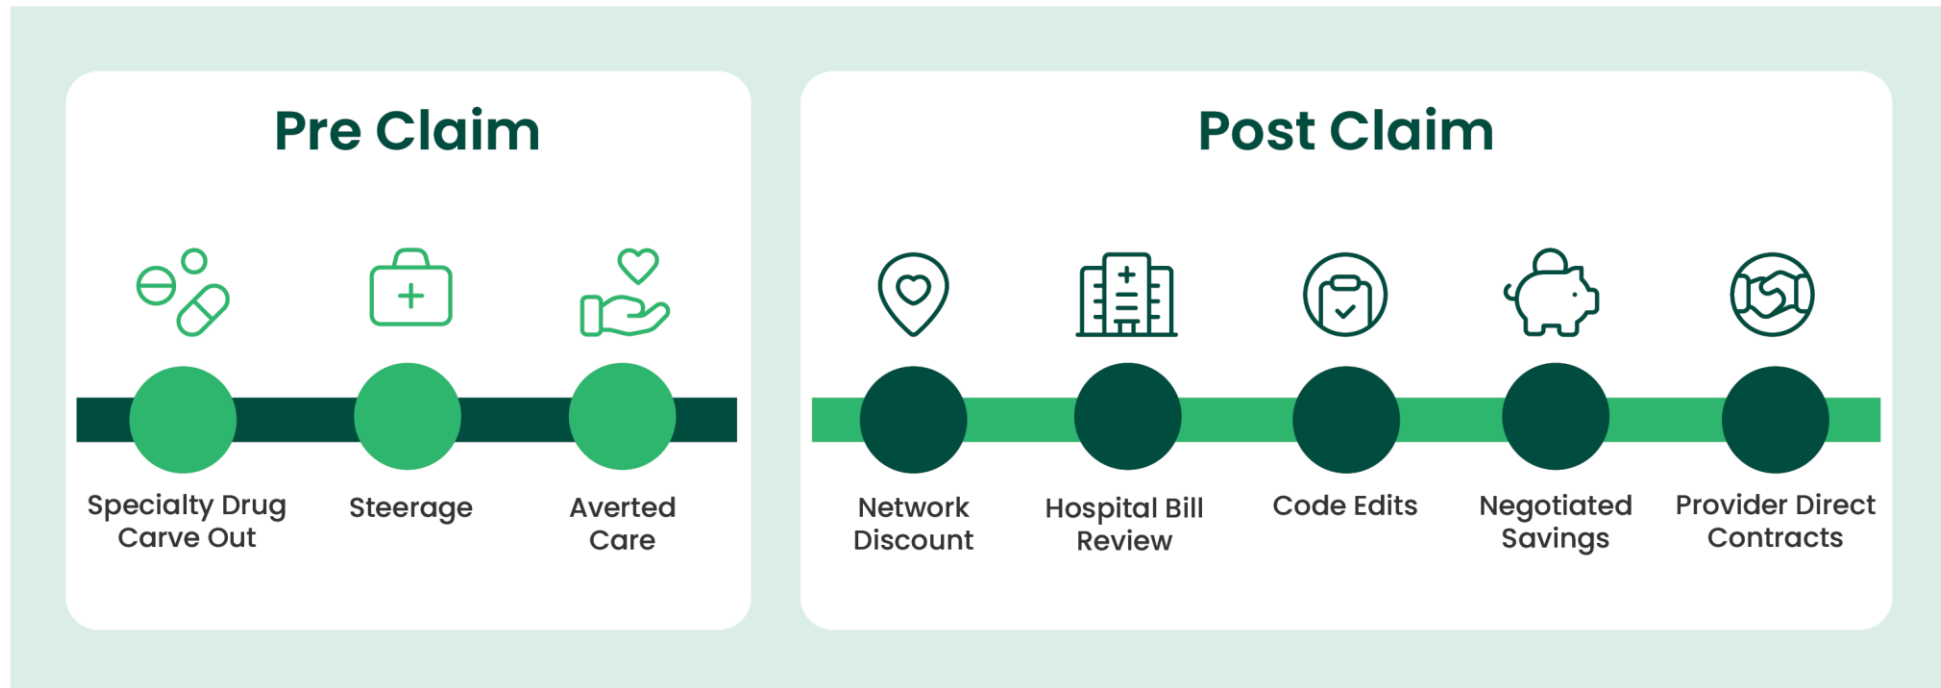 Pre Claim
Specialty Drug
Carve Out
Steerage
Averted
Care
Post Claim
Network
Discount
Hospital Bill
Review
Code Edits
Negotiated
Savings
Provider Direct
Contracts